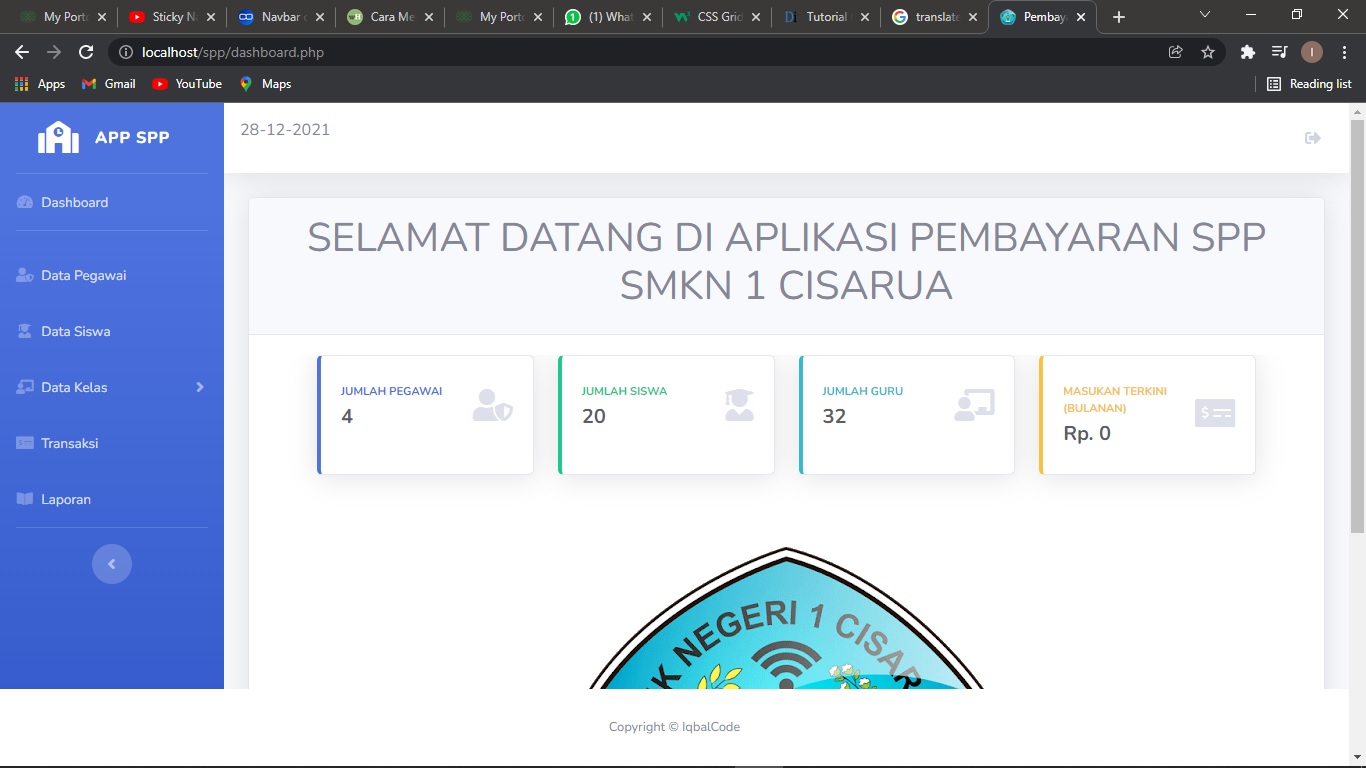 My Porto
Sticky N
Navbar
Cara Me
My Porto
(1) What
CSS Grid
Tutorial
translate
Pembaya
localhost/spp/dashboard.php
I
Apps
Gmail
YouTube
Maps
Reading list
APP SPP
28-12-2021
Dashboard
Data Pegawai
Data Siswa
Data Kelas
Transaksi
Laporan
SELAMAT DATANG DI APLIKASI PEMBAYARAN SPP
SMKN 1 CISARUA
JUMLAH PEGAWAI
4
JUMLAH SISWA
20
JUMLAH GURU
32
MASUKAN TERKINI
(BULANAN)
Rp. 0
K NEGERI 1 CISAR
Copyright © IqbalCode